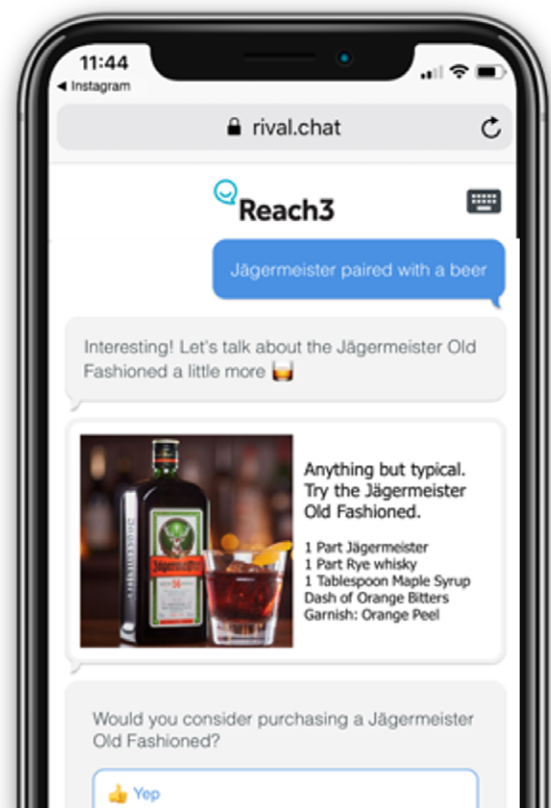 11:44
◀ Instagram
rival.chat
Reach3
Jägermeister paired with a beer
Interesting! Let's talk about the Jägermeister Old
Fashioned a little more 🥃
Anything but typical.
Try the Jägermeister
Old Fashioned.
1 Part Jägermeister
1 Part Rye whisky
1 Tablespoon Maple Syrup
Dash of Orange Bitters
Garnish: Orange Peel
Jägermeister
Would you consider purchasing a Jägermeister
Old Fashioned?
👍 Yep